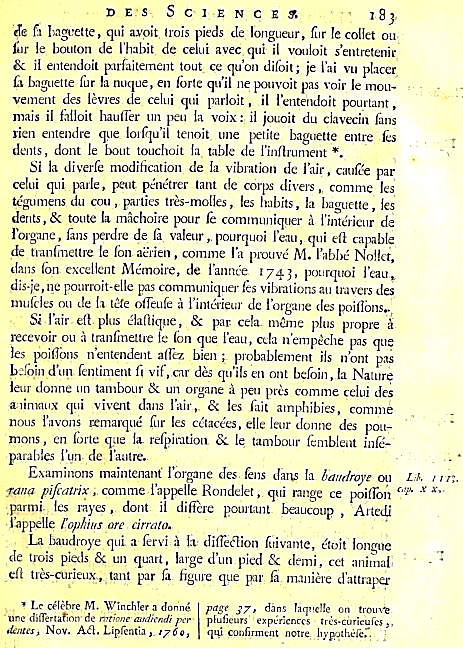 DES SCIENCES. 183
de sa baguette, qui avoit trois pieds de longueur, sur le collet ou
sur le bouton de l'habit de celui avec qui il vouloit s'entretenir
& il entendoit parfaitement tout ce qu'on disoit; je l'ai vu placer
sa baguette sur la nuque, en sorte qu'il ne pouvoit pas voir le mou-
vement des lèvres de celui qui parloit, il l'entendoit pourtant,
mais il falloit hausser un peu la voix: il jouoit du clavecin sans
rien entendre que lorsqu'il tenoit une petite baguette entre ses
dents, dont le bout touchoit la table de l'instrument *.
Si la diverse modification de la vibration de l'air, causée par
celui qui parle, peut pénétrer tant de corps divers, comme les
tégumens du cou, parties très-molles, les habits, la baguette, les
dents, & toute la mâchoire pour se communiquer à l'intérieur de
l'organe, sans perdre de sa valeur, pourquoi l'eau, qui est capable
de transmettre le son aërien, comme l'a prouvé M. l'abbé Nollet,
dans son excellent Mémoire, de l'année 1743, pourquoi l'eau,
dis-je, ne pourroit-elle pas communiquer ses vibrations au travers des
muscles ou de la tête osseuse à l'intérieur de l'organe des poissons.
Si l'air est plus élastique, & par cela même plus propre à
recevoir ou à transmettre le son que l'eau, cela n'empêche pas que
les poissons n'entendent assez bien; probablement ils n'ont pas
besoin d'un sentiment si vif, car dès qu'ils en ont besoin, la Nature
leur donne un tambour & un organe à peu près comme celui des
animaux qui vivent dans l'air, & les fait amphibies, comme
nous l'avons remarqué sur les cétacées, elle leur donne des pou-
mons, en sorte que la respiration & le tambour semblent insé-
parables l'un de l'autre.
Examinons maintenant l'organe des sens dans la baudroye ou
rana piscatrix, comme l'appelle Rondelet, qui range ce poisson
parmi les rayes, dont il diffère pourtant beaucoup, Artedi
l'appelle lophius ore cirrato.
Lib. III.
cap. XX.
La baudroye qui a servi à la dissection suivante, étoit longue
de trois pieds & un quart, large d'un pied & demi, cet animal
est très-curieux, tant par sa figure que par sa manière d'attraper
* Le célèbre M. Winchler a donné
une dissertation de ratione audiendi per
dentes, Nov. Act. Lipsentia, 1760,
page 37, dans laquelle on trouve
plusieurs expériences très-curieuses,
qui confirment notre hypothèse.